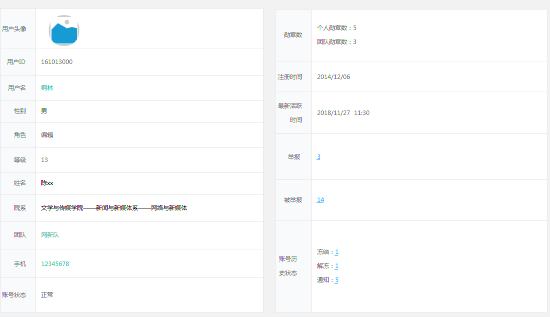 用户头像
用户ID 161013000
用户名 桐林
性别 男
角色 编辑
等级 13
姓名 陈xx
院系 文学与传媒学院——新闻与新媒体系——网络与新媒体
团队 网新队
手机 12345678
账号状态 正常
勋章数 个人勋章数：5
团队勋章数：3
注册时间 2014/12/06
最新活跃时间 2018/11/27 11:30
举报 3
被举报 14
账号历史状态 冻结：1
解冻：1
通知：5